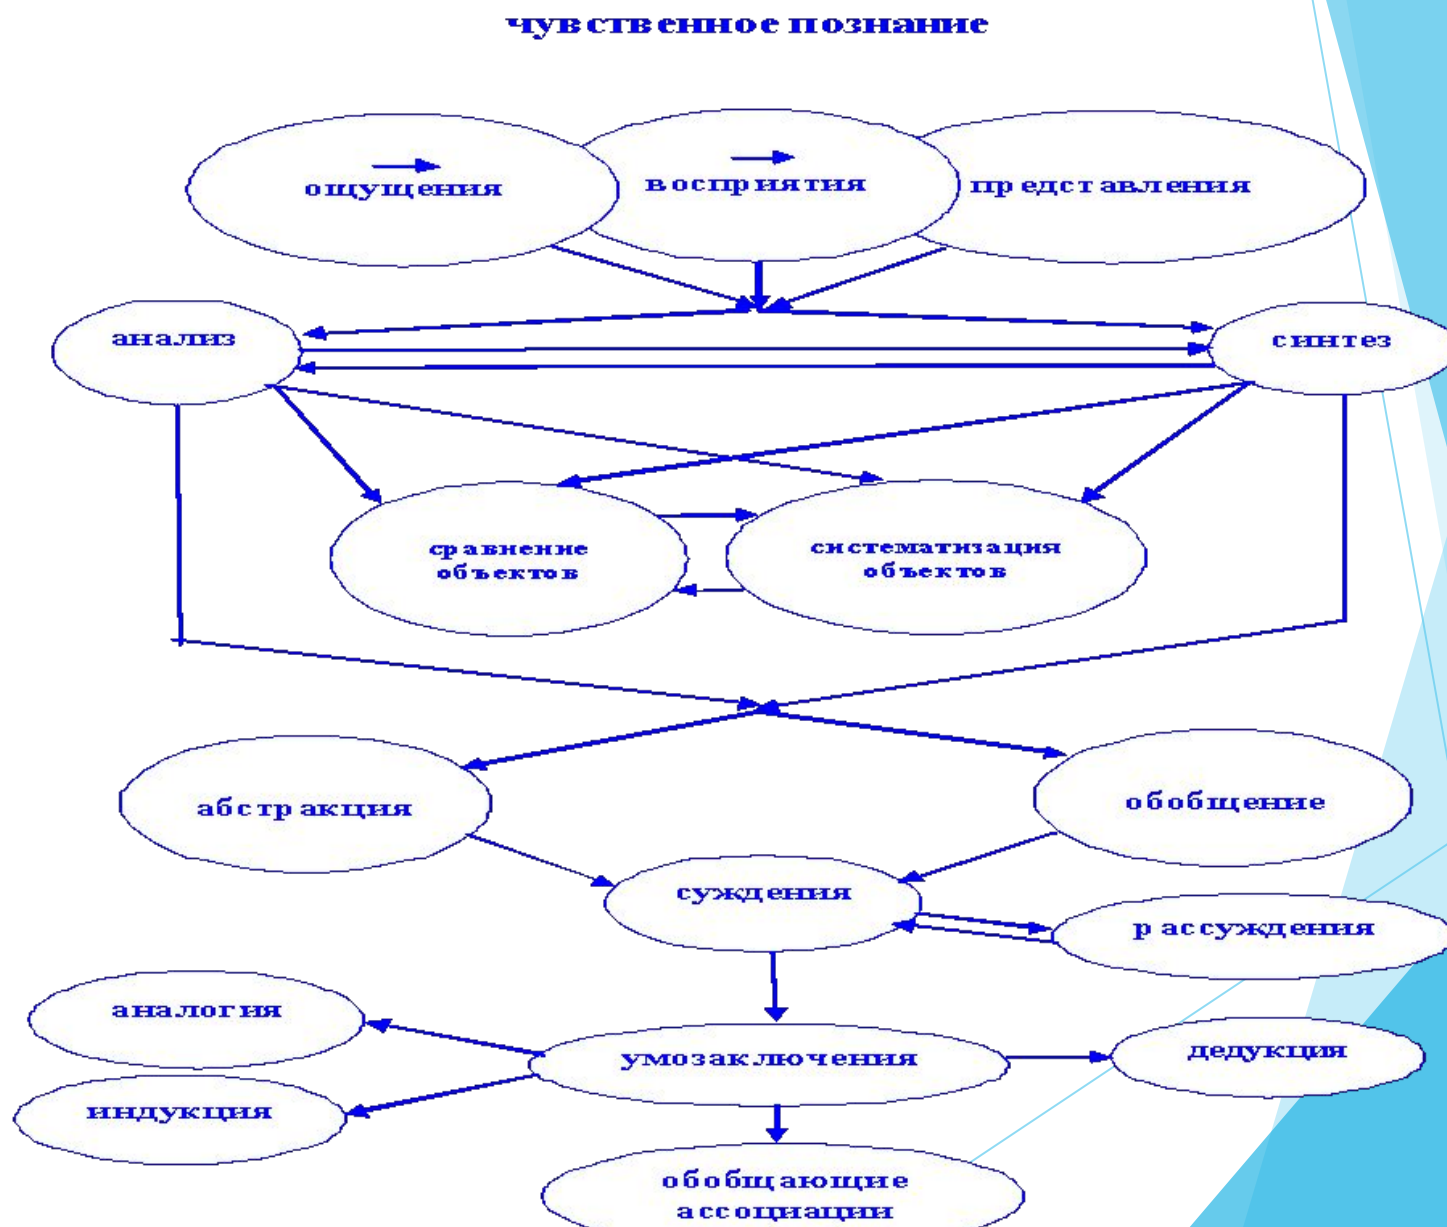 чувственное познание
ощущения
восприятия
представления
анализ
синтез
сравнение
объектов
систематизация
объектов
абстракция
обобщение
суждения
рассуждения
аналогия
умозаключения
дедукция
индукция
обобщающие
ассоциации